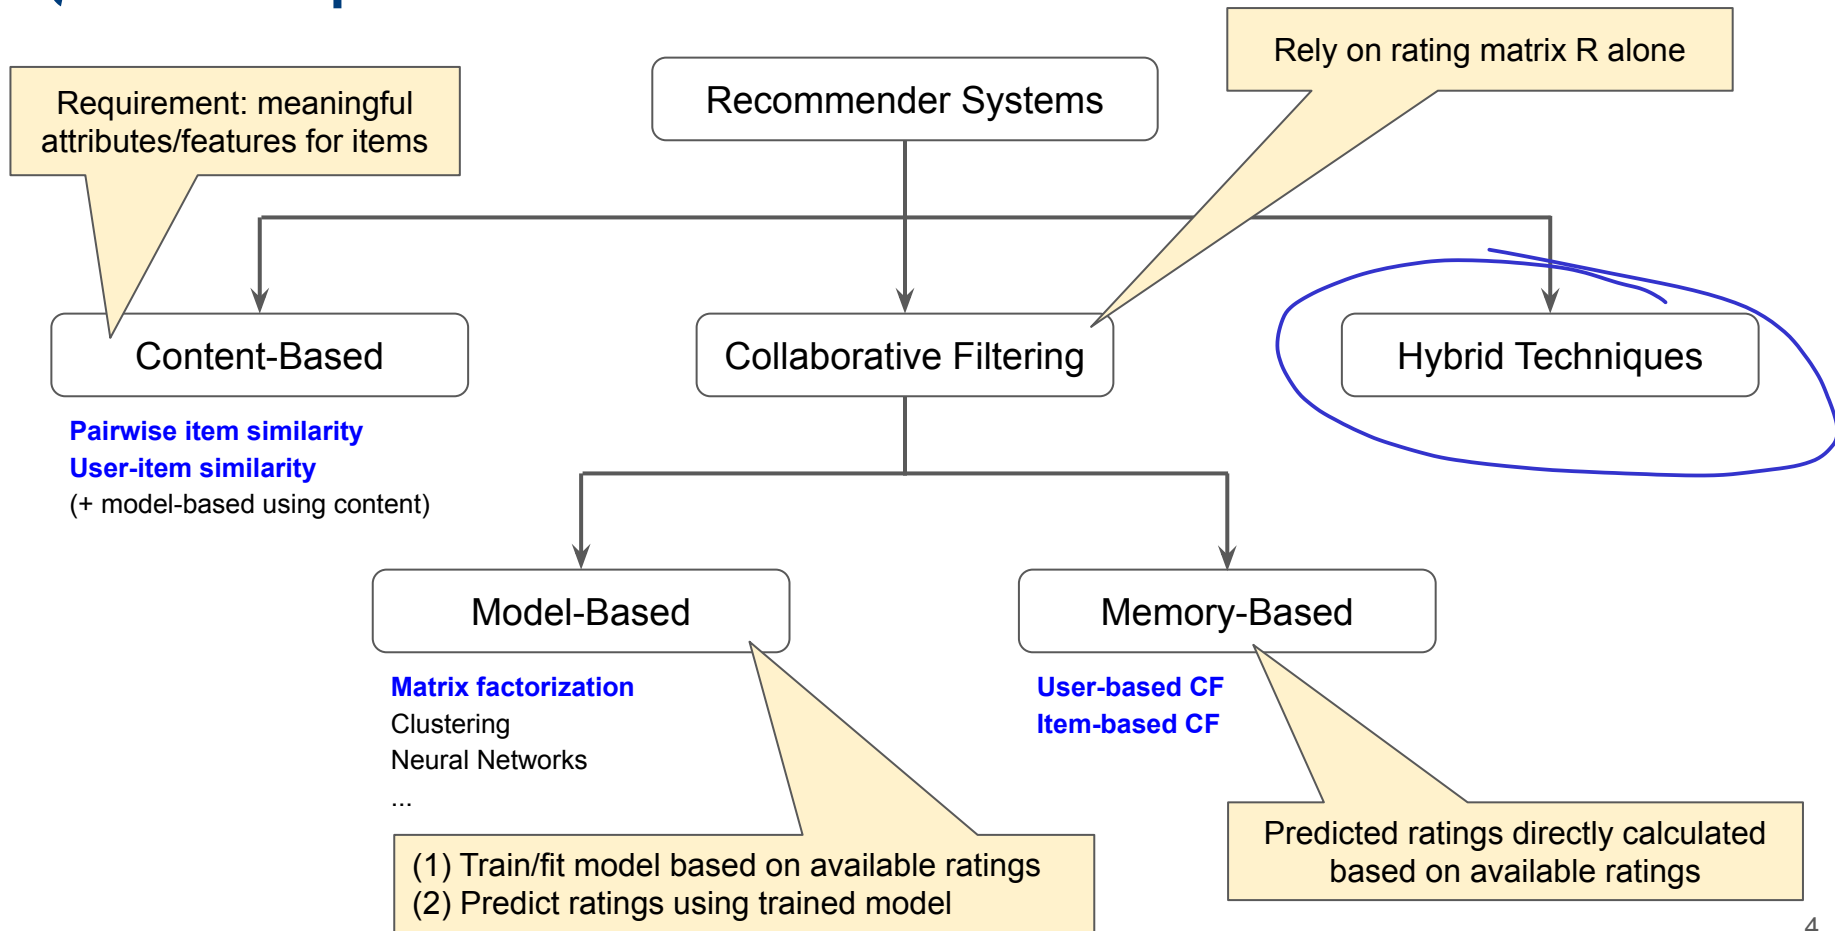 Rely on rating matrix R alone
Requirement: meaningful
attributes/features for items
Recommender Systems
Content-Based
Collaborative Filtering
Hybrid Techniques
Pairwise item similarity
User-item similarity
(+ model-based using content)
Model-Based
Memory-Based
Matrix factorization
Clustering
Neural Networks
...
User-based CF
Item-based CF
(1) Train/fit model based on available ratings
(2) Predict ratings using trained model
Predicted ratings directly calculated
based on available ratings
4